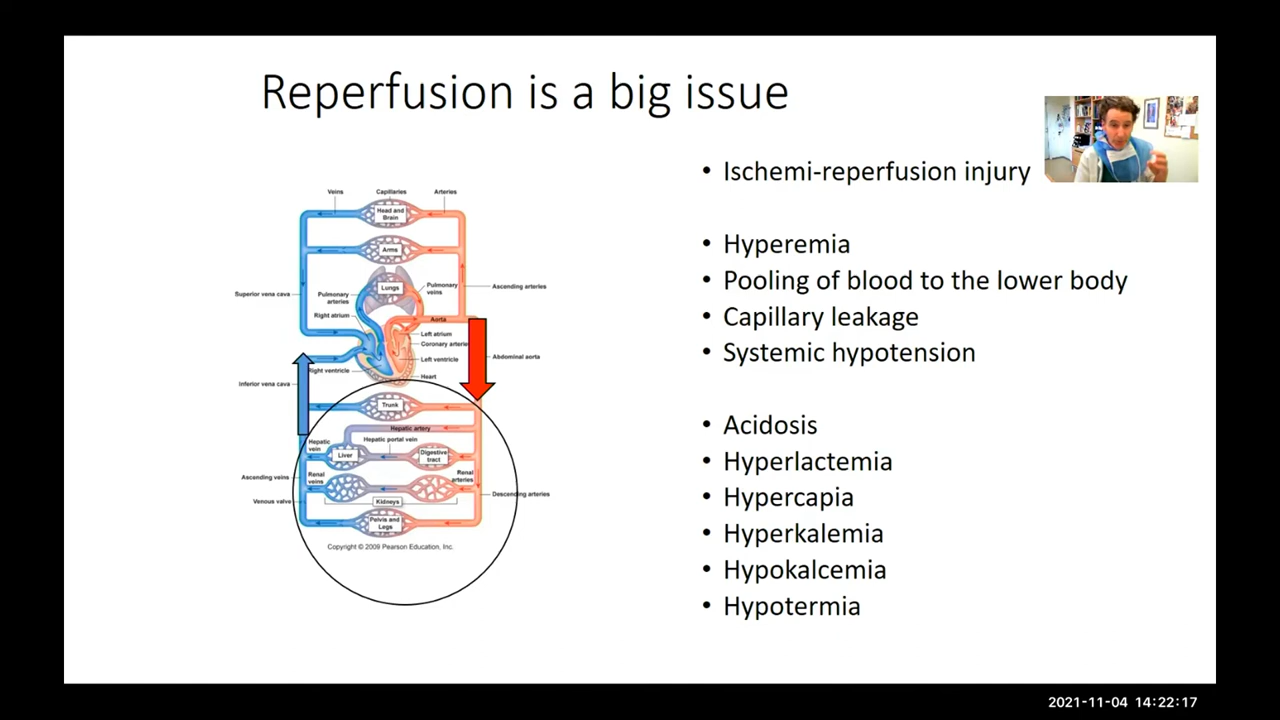 Reperfusion is a big issue
• Ischemi-reperfusion injury
• Hyperemia
• Pooling of blood to the lower body
• Capillary leakage
• Systemic hypotension
• Acidosis
• Hyperlactemia
• Hypercapia
• Hyperkalemia
• Hypokalcemia
• Hypotermia
Veins
Capillaries
Arteries
Head and
Brain
Arms
Lungs
Pulmonary
arteries
Pulmonary
veins
Superior vena cava
Ascending arteries
Right atrium
Aorta
Left atrium
Coronary arteries
Left ventricle
Abdominal aorta
Right ventricle
Heart
Inferior vena cava
Trunk
Hepatic artery
Hepatic portal vein
Hepatic
vein
Liver
Digestive
tract
Ascending veins
Renal
veins
Renal
arteries
Venous valve
Kidneys
Descending arteries
Pelvis and
Legs
Copyright © 2009 Pearson Education, Inc.
2021-11-04 14:22:17